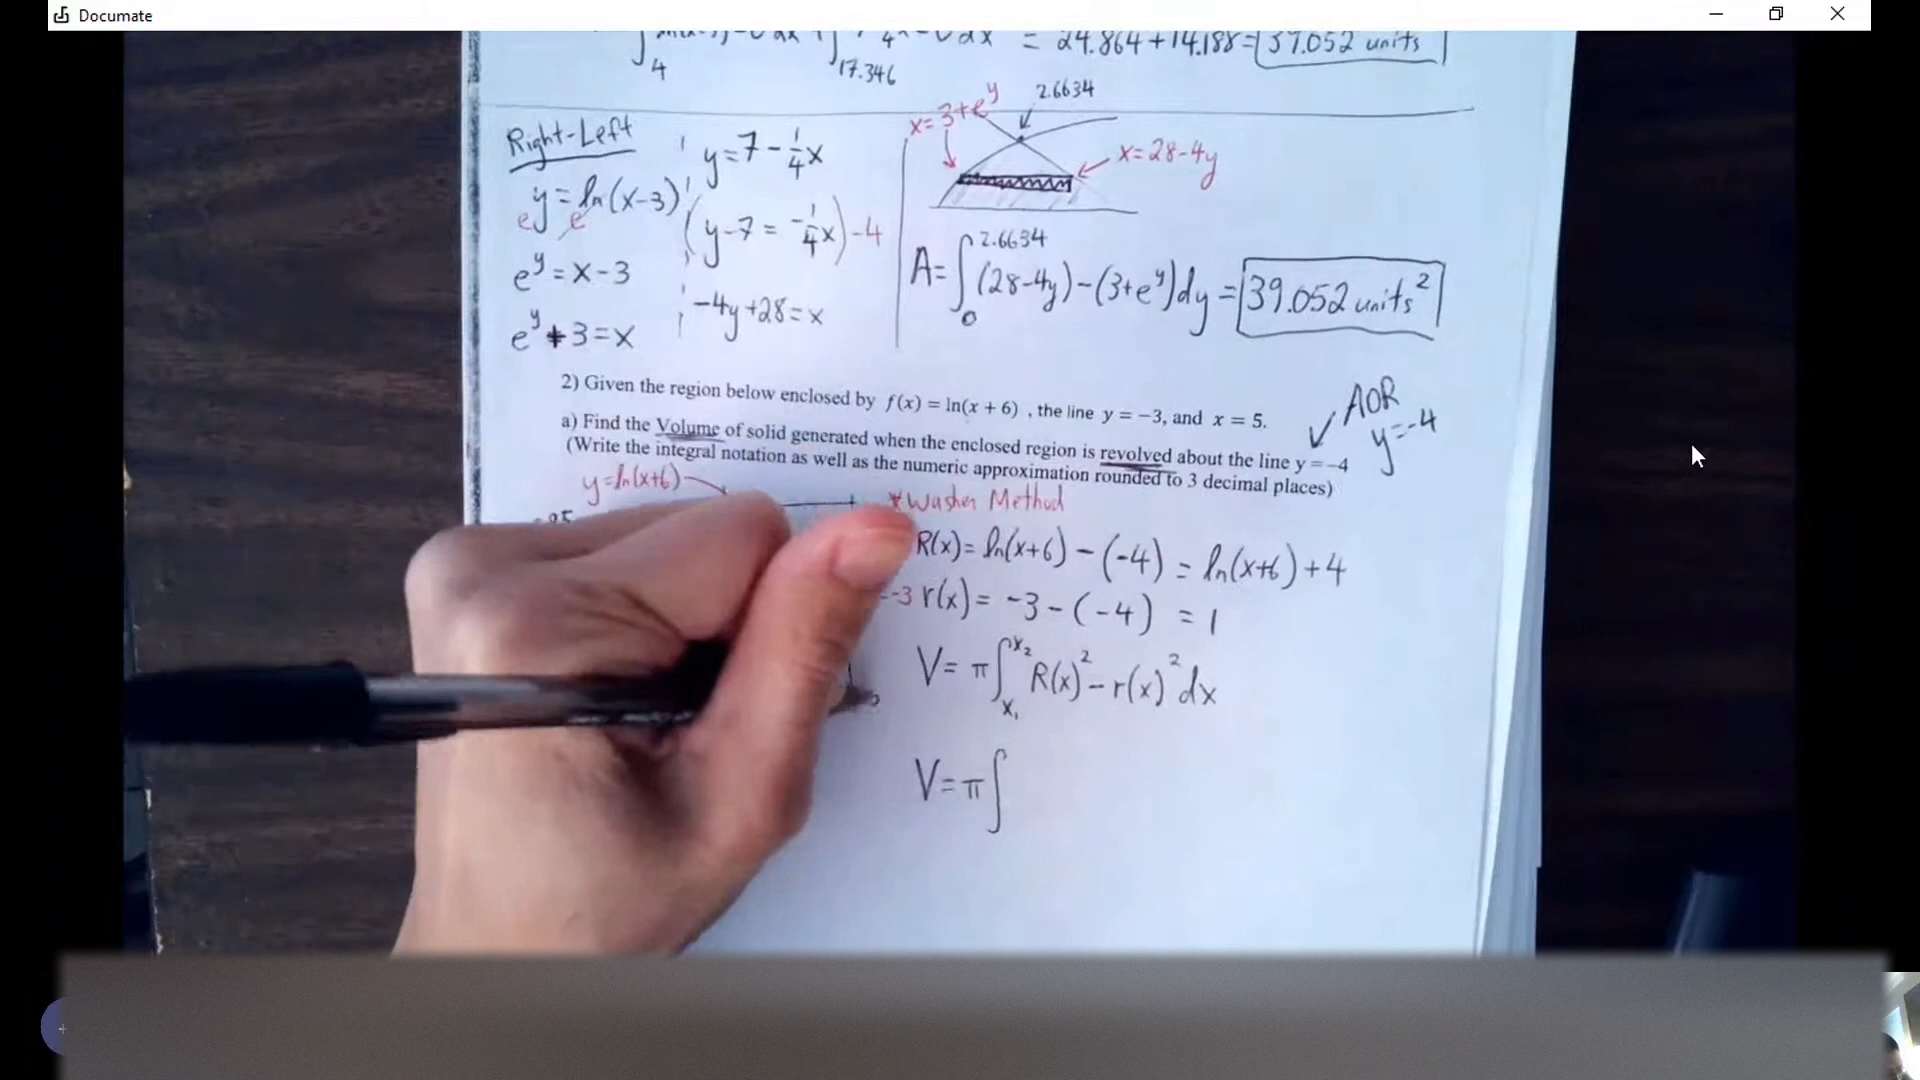 Documate
4
17.346
= 24.864+14.188= 39.052 units
Right-Left
y=ln(x-3)
e e
e^y = x-3
e^y +3=x
y=7-1/4x
(y-7 = -1/4x)-4
-4y+28=x
x=3+e^y
2.6634
x=28-4y
A=∫_0^2.6634 (28-4y)-(3+e^y)dy = 39.052 units²
2) Given the region below enclosed by f(x) = ln(x + 6) , the line y = −3, and x = 5.
a) Find the Volume of solid generated when the enclosed region is revolved about the line y = −4
(Write the integral notation as well as the numeric approximation rounded to 3 decimal places)
AOR
y=-4
y=ln(x+6)
*Washer Method
R(x)= ln(x+6) - (-4) = ln(x+6)+4
-3
r(x)= -3-(-4) = 1
V= π∫_x₁^x₂ R(x)²-r(x)² dx
V=π∫